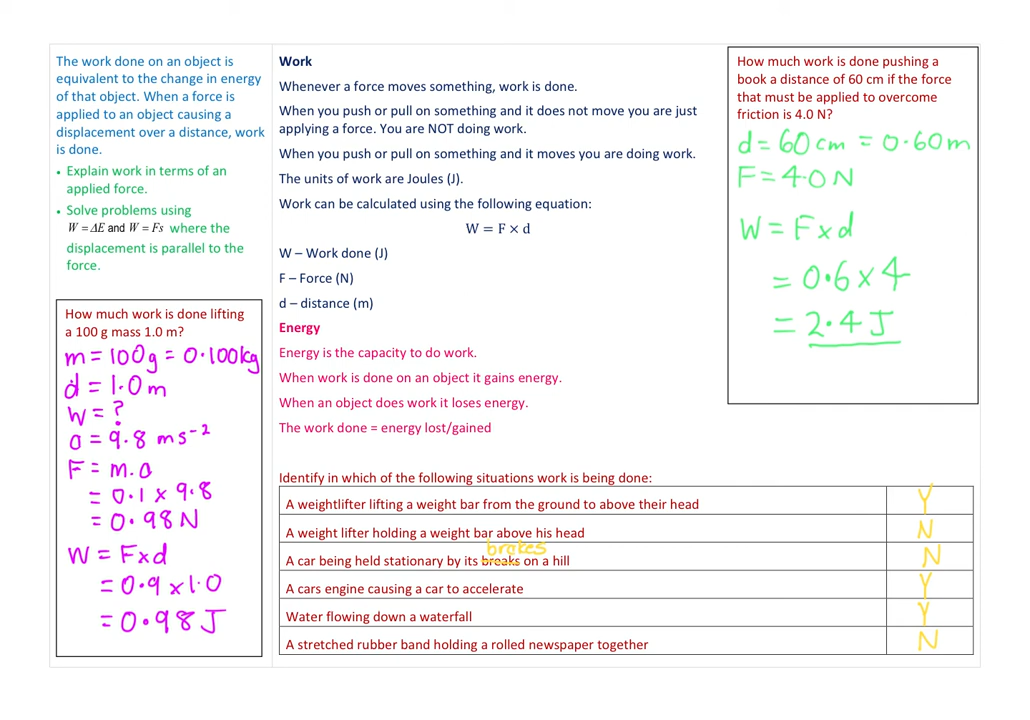 The work done on an object is
equivalent to the change in energy
of that object. When a force is
applied to an object causing a
displacement over a distance, work
is done.
• Explain work in terms of an
applied force.
• Solve problems using
W = ΔE and W = Fs where the
displacement is parallel to the
force.
How much work is done lifting
a 100 g mass 1.0 m?
m = 100g = 0.100kg
d = 1.0 m
W = ?
a = 9.8 ms⁻²
F = m.a
= 0.1 x 9.8
= 0.98N
W = Fxd
= 0.9 x 1.0
= 0.98 J
Work
Whenever a force moves something, work is done.
When you push or pull on something and it does not move you are just
applying a force. You are NOT doing work.
When you push or pull on something and it moves you are doing work.
The units of work are Joules (J).
Work can be calculated using the following equation:
W = F × d
W – Work done (J)
F – Force (N)
d – distance (m)
Energy
Energy is the capacity to do work.
When work is done on an object it gains energy.
When an object does work it loses energy.
The work done = energy lost/gained
Identify in which of the following situations work is being done:
A weightlifter lifting a weight bar from the ground to above their head Y
A weight lifter holding a weight bar above his head N
brakes
A car being held stationary by its breaks on a hill N
A cars engine causing a car to accelerate Y
Water flowing down a waterfall Y
A stretched rubber band holding a rolled newspaper together N
How much work is done pushing a
book a distance of 60 cm if the force
that must be applied to overcome
friction is 4.0 N?
d = 60cm = 0.60m
F = 4.0N
W = Fxd
= 0.6 x 4
= 2.4 J